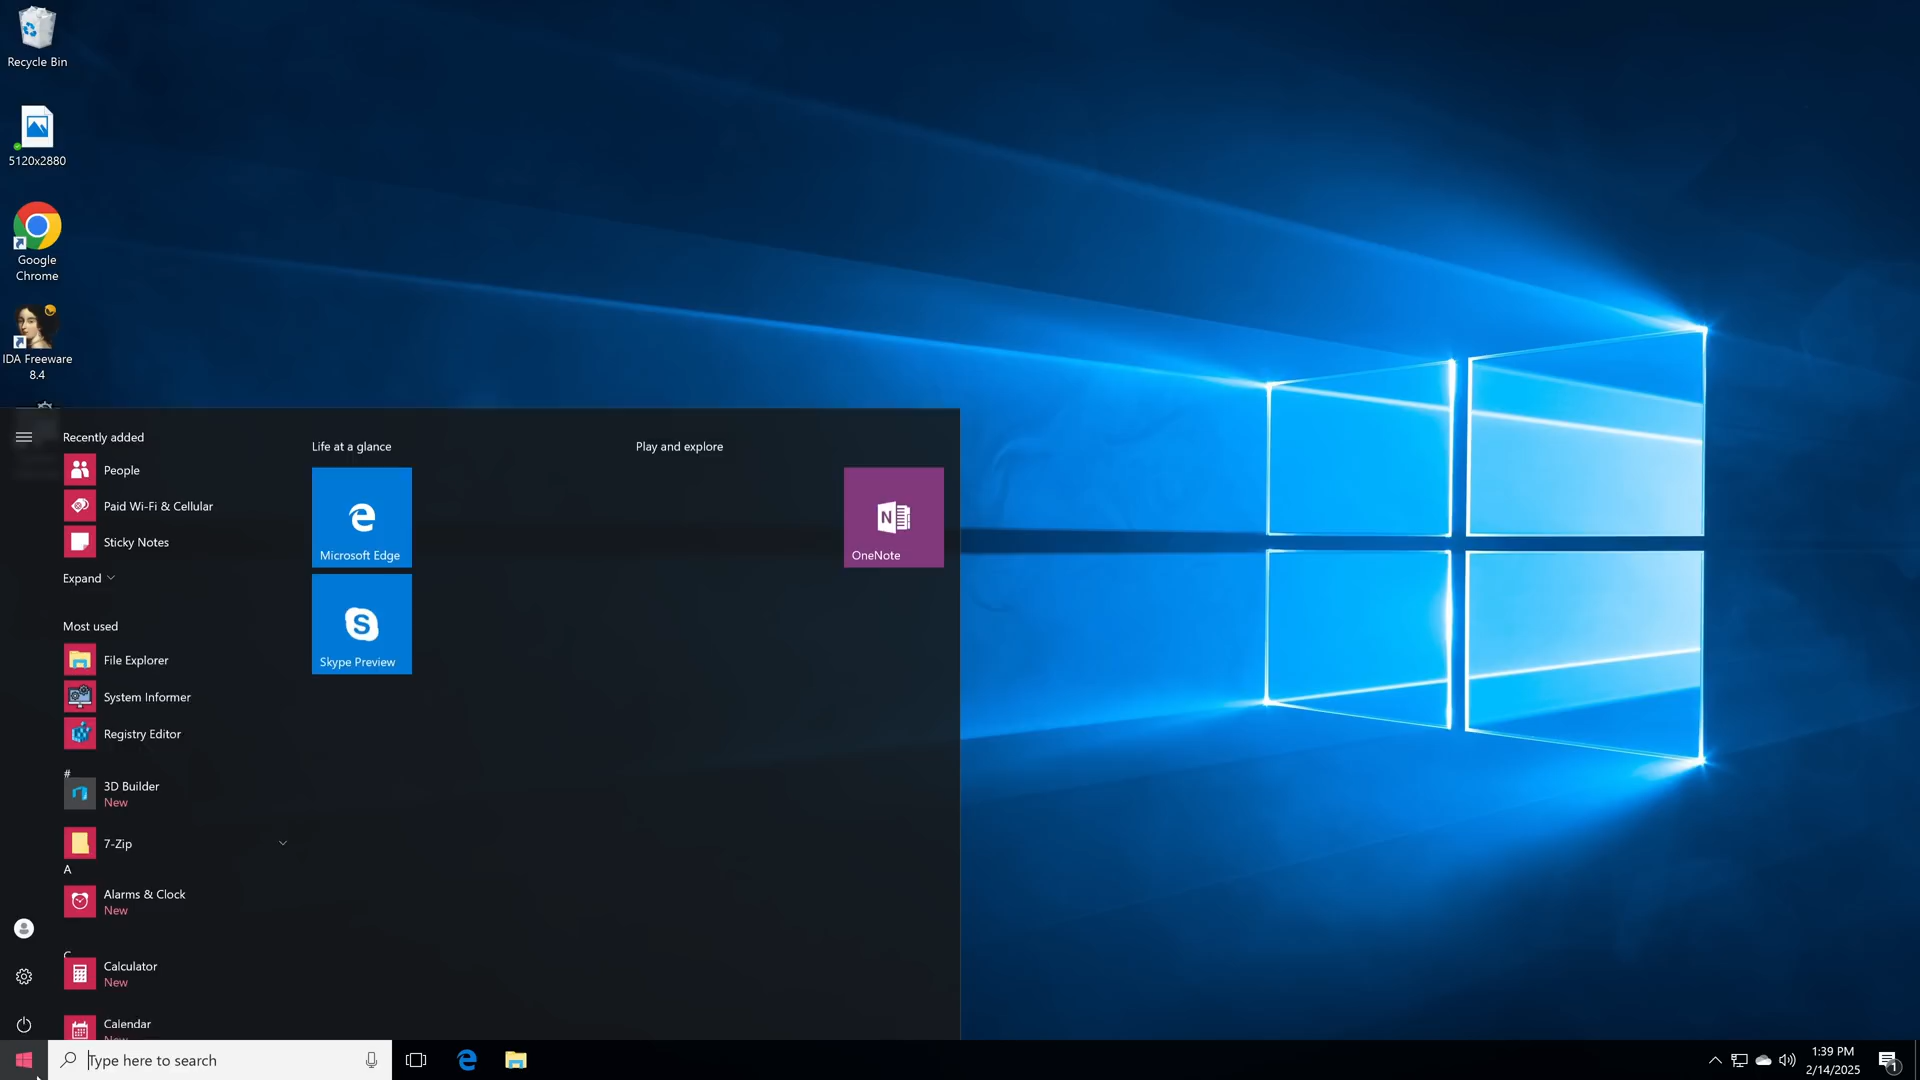 Recycle Bin
5120x2880
Google
Chrome
IDA Freeware
8.4
Recently added
People
Paid Wi-Fi & Cellular
Sticky Notes
Expand
Most used
File Explorer
System Informer
Registry Editor
#
3D Builder
New
7-Zip
A
Alarms & Clock
New
C
Calculator
New
Calendar
New
Life at a glance
Microsoft Edge
Skype Preview
Play and explore
OneNote
Type here to search
1:39 PM
2/14/2025
1